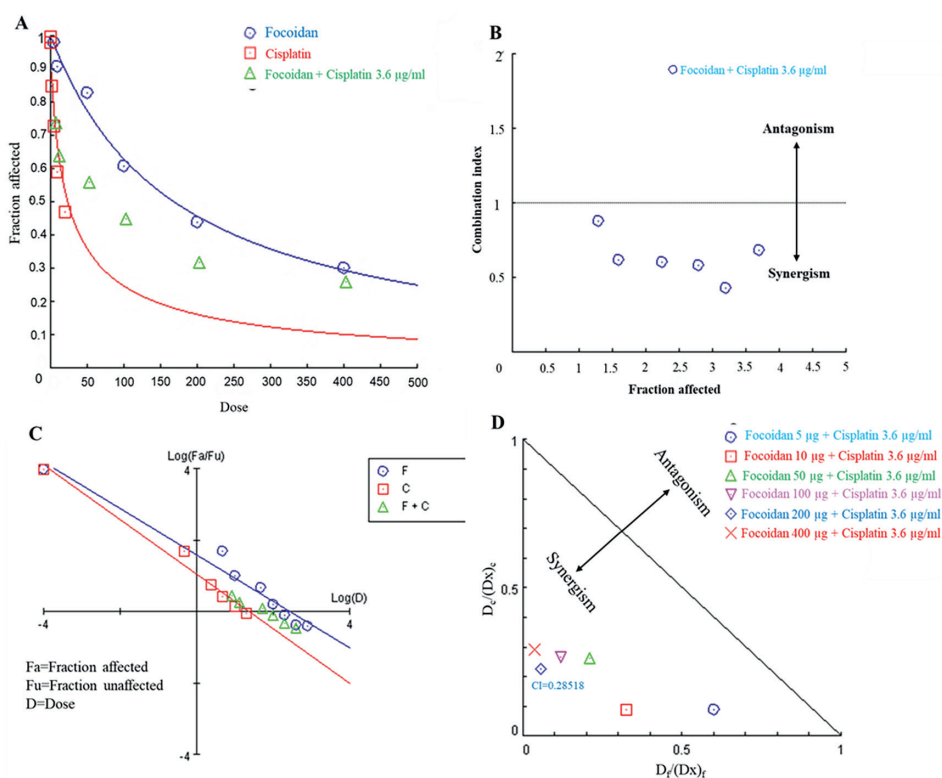 A
Focoidan
Cisplatin
Focoidan + Cisplatin 3.6 µg/ml
Fraction affected
1
0.9
0.8
0.7
0.6
0.5
0.4
0.3
0.2
0.1
0
50
100
150
200
250
300
350
400
450
500
Dose
B
Focoidan + Cisplatin 3.6 µg/ml
Antagonism
Synergism
Combination index
2
1.5
1
0.5
0
0.5
1
1.5
2
2.5
3
3.5
4
4.5
5
Fraction affected
C
Log(Fa/Fu)
4
F
C
F + C
Log(D)
-4
4
-4
Fa=Fraction affected
Fu=Fraction unaffected
D=Dose
D
Focoidan 5 µg + Cisplatin 3.6 µg/ml
Focoidan 10 µg + Cisplatin 3.6 µg/ml
Focoidan 50 µg + Cisplatin 3.6 µg/ml
Focoidan 100 µg + Cisplatin 3.6 µg/ml
Focoidan 200 µg + Cisplatin 3.6 µg/ml
Focoidan 400 µg + Cisplatin 3.6 µg/ml
Antagonism
Synergism
CI=0.28518
Dc/(Dx)c
1
0.5
0
0
0.5
1
Df/(Dx)f